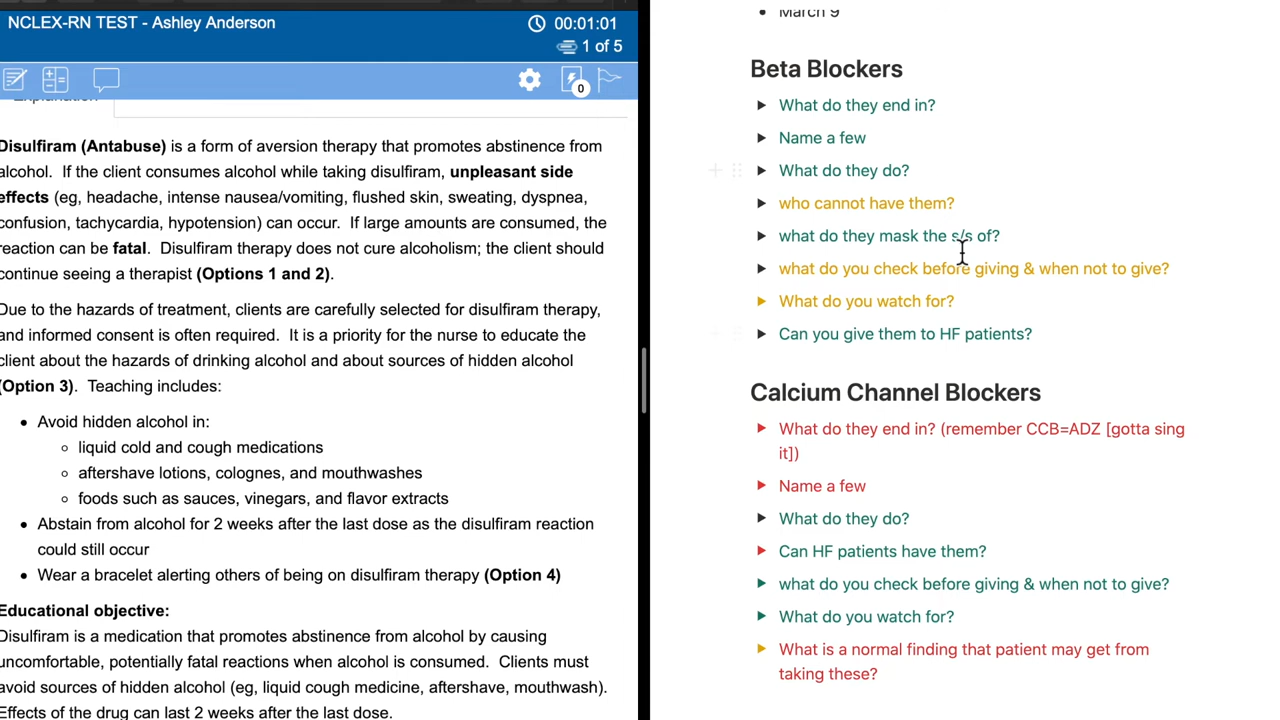 NCLEX-RN TEST - Ashley Anderson
00:01:01
1 of 5
0
Explanation
Disulfiram (Antabuse) is a form of aversion therapy that promotes abstinence from
alcohol. If the client consumes alcohol while taking disulfiram, unpleasant side
effects (eg, headache, intense nausea/vomiting, flushed skin, sweating, dyspnea,
confusion, tachycardia, hypotension) can occur. If large amounts are consumed, the
reaction can be fatal. Disulfiram therapy does not cure alcoholism; the client should
continue seeing a therapist (Options 1 and 2).
Due to the hazards of treatment, clients are carefully selected for disulfiram therapy,
and informed consent is often required. It is a priority for the nurse to educate the
client about the hazards of drinking alcohol and about sources of hidden alcohol
(Option 3). Teaching includes:
• Avoid hidden alcohol in:
◦ liquid cold and cough medications
◦ aftershave lotions, colognes, and mouthwashes
◦ foods such as sauces, vinegars, and flavor extracts
• Abstain from alcohol for 2 weeks after the last dose as the disulfiram reaction
could still occur
• Wear a bracelet alerting others of being on disulfiram therapy (Option 4)
Educational objective:
Disulfiram is a medication that promotes abstinence from alcohol by causing
uncomfortable, potentially fatal reactions when alcohol is consumed. Clients must
avoid sources of hidden alcohol (eg, liquid cough medicine, aftershave, mouthwash).
Effects of the drug can last 2 weeks after the last dose.
• March 9
Beta Blockers
What do they end in?
Name a few
What do they do?
who cannot have them?
what do they mask the s/s of?
what do you check before giving & when not to give?
What do you watch for?
Can you give them to HF patients?
Calcium Channel Blockers
What do they end in? (remember CCB=ADZ [gotta sing
it])
Name a few
What do they do?
Can HF patients have them?
what do you check before giving & when not to give?
What do you watch for?
What is a normal finding that patient may get from
taking these?